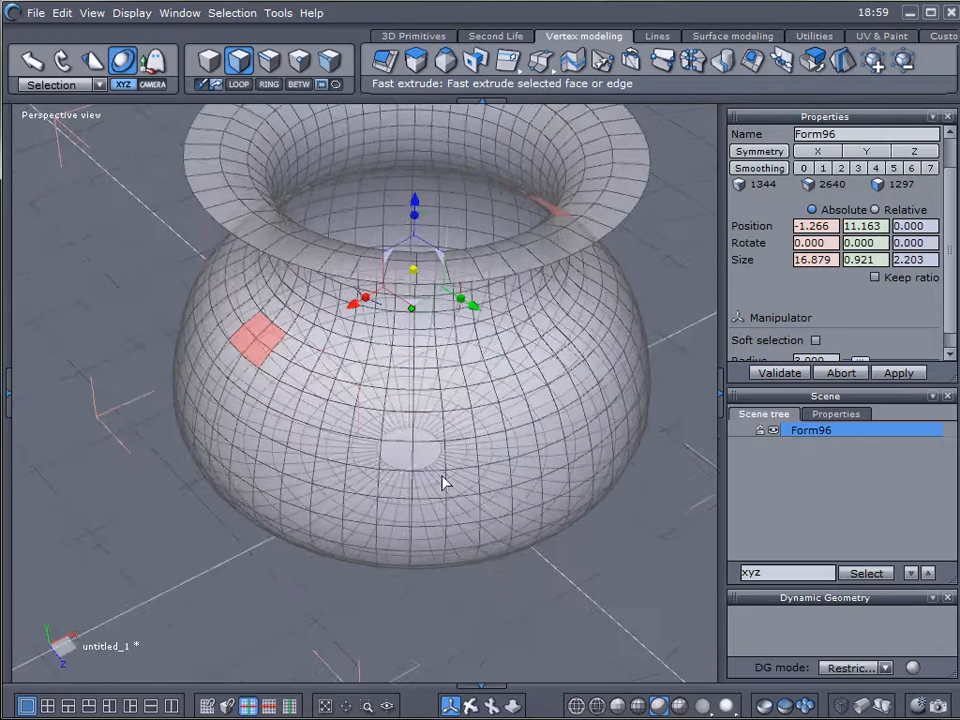 File Edit View Display Window Selection Tools Help
18:59
3D Primitives Second Life Vertex modeling Lines Surface modeling Utilities UV & Paint Custo
Selection XYZ CAMERA LOOP RING BETW
Fast extrude: Fast extrude selected face or edge
Perspective view
Properties
Name Form96
Symmetry X Y Z
Smoothing 0 1 2 3 4 5 6 7
1344 2640 1297
Absolute Relative
Position -1.266 11.163 0.000
Rotate 0.000 0.000 0.000
Size 16.879 0.921 2.203
Keep ratio
Manipulator
Soft selection
Radius 3.000
Validate Abort Apply
Scene
Scene tree Properties
Form96
xyz Select
Dynamic Geometry
DG mode: Restric...
Y X Z
untitled_1 *